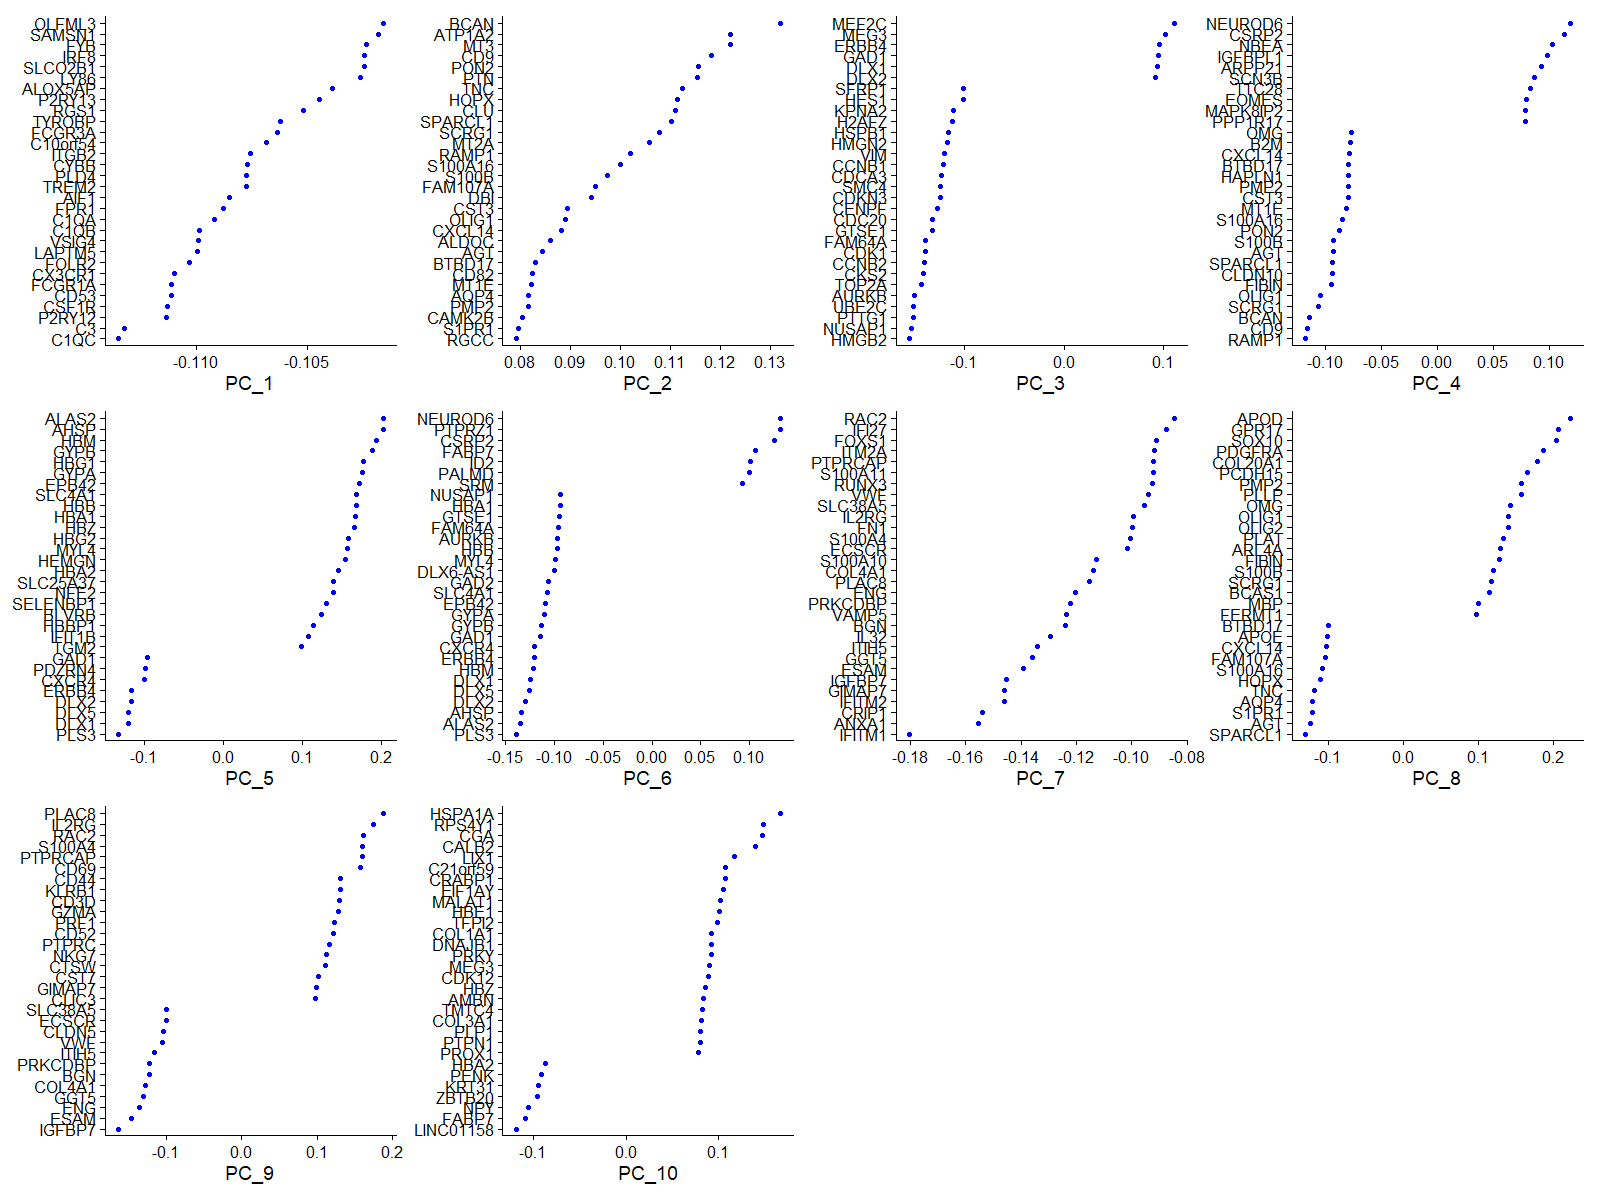 OLFML3
SAMSN1
FYB
IRF8
SLCO2B1
LY86
ALOX5AP
P2RY13
RGS1
TYROBP
FCGR3A
C10orf54
ITGB2
CYBB
PLD4
TREM2
AIF1
FPR1
C1QA
C1QB
VSIG4
LAPTM5
FOLR2
CX3CR1
FCGR1A
CD53
CSF1R
P2RY12
C3
C1QC
-0.110 -0.105
PC_1
BCAN
ATP1A2
MT3
CD9
PON2
PTN
TNC
HOPX
CLU
SPARCL1
SCRG1
MT2A
RAMP1
S100A16
S100B
FAM107A
DBI
CST3
OLIG1
CXCL14
ALDOC
AGT
BTBD17
CD82
MT1E
AQP4
PMP2
CAMK2B
S1PR1
RGCC
0.08 0.09 0.10 0.11 0.12 0.13
PC_2
MEF2C
MEG3
ERBB4
GAD1
DLX1
DLX2
SFRP1
HES1
KPNA2
H2AFZ
HSPB1
HMGN2
VIM
CCNB1
CDCA3
SMC4
CDKN3
CENPF
CDC20
GTSE1
FAM64A
CDK1
CCNB2
CKS2
TOP2A
AURKB
UBE2C
PTTG1
NUSAP1
HMGB2
-0.1 0.0 0.1
PC_3
NEUROD6
CSRP2
NBEA
IGFBPL1
ARPP21
SCN3B
TTC28
EOMES
MAPK8IP2
PPP1R17
OMG
B2M
CXCL14
BTBD17
HAPLN1
PMP2
CST3
MT1E
S100A16
PON2
S100B
AGT
SPARCL1
CLDN10
FIBIN
OLIG1
SCRG1
BCAN
CD9
RAMP1
-0.10 -0.05 0.00 0.05 0.10
PC_4
ALAS2
AHSP
HBM
GYPB
HBG1
GYPA
EPB42
SLC4A1
HBB
HBA1
HBZ
HBG2
MYL4
HEMGN
HBA2
SLC25A37
NFE2
SELENBP1
BLVRB
HBBP1
IFIT1B
TGM2
GAD1
PDZRN4
CXCR4
ERBB4
DLX2
DLX5
DLX1
PLS3
-0.1 0.0 0.1 0.2
PC_5
NEUROD6
PTPRZ1
CSRP2
FABP7
ID2
PALMD
SRM
NUSAP1
HBA1
GTSE1
FAM64A
AURKB
HBB
MYL4
DLX6-AS1
GAD2
SLC4A1
EPB42
GYPA
GYPB
GAD1
CXCR4
ERBB4
HBM
DLX1
DLX5
DLX2
AHSP
ALAS2
PLS3
-0.15 -0.10 -0.05 0.00 0.05 0.10
PC_6
RAC2
IFI27
FOXS1
ITM2A
PTPRCAP
S100A11
RUNX3
VWF
SLC38A5
IL2RG
FN1
S100A4
ECSCR
S100A10
COL4A1
PLAC8
ENG
PRKCDBP
VAMP5
BGN
IL32
ITIH5
GGT5
ESAM
IGFBP7
GIMAP7
IFITM2
CRIP1
ANXA1
IFITM1
-0.18 -0.16 -0.14 -0.12 -0.10 -0.08
PC_7
APOD
GPR17
SOX10
PDGFRA
COL20A1
PCDH15
PMP2
PLLP
OMG
OLIG1
OLIG2
PLAT
ARL4A
FIBIN
S100B
SCRG1
BCAS1
MBP
FERMT1
BTBD17
APOE
CXCL14
FAM107A
S100A16
HOPX
TNC
AQP4
S1PR1
AGT
SPARCL1
-0.1 0.0 0.1 0.2
PC_8
PLAC8
IL2RG
RAC2
S100A4
PTPRCAP
CD69
CD44
KLRB1
CD3D
GZMA
PRF1
CD52
PTPRC
NKG7
CTSW
CST7
GIMAP7
CLIC3
SLC38A5
ECSCR
CLDN5
VWF
ITIH5
PRKCDBP
BGN
COL4A1
GGT5
ENG
ESAM
IGFBP7
-0.1 0.0 0.1 0.2
PC_9
HSPA1A
RPS4Y1
CGA
CALB2
LIX1
C21orf59
CRABP1
EIF1AY
MALAT1
HBE1
TFPI2
COL1A1
DNAJB1
PRKY
MEG3
CDK12
HBZ
AMBN
TMTC4
COL3A1
PLP1
PTPN1
PROX1
HBA2
PENK
KRT31
ZBTB20
NPY
FABP7
LINC01158
-0.1 0.0 0.1
PC_10